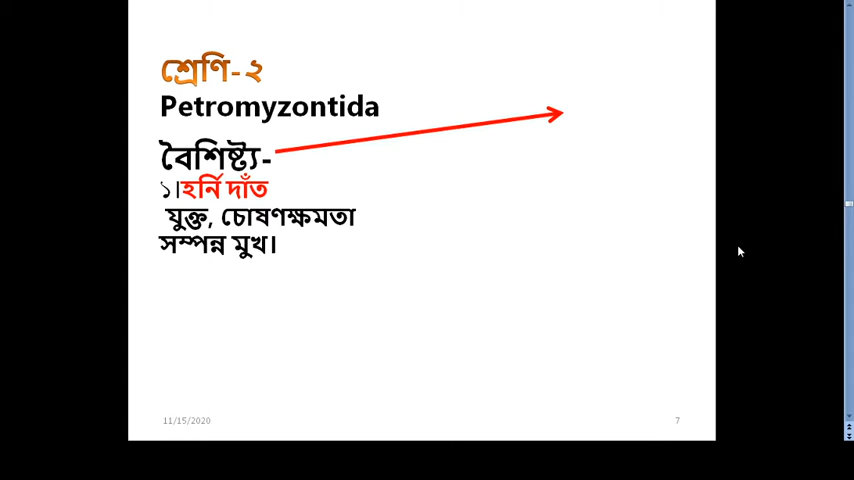 শ্রেণি-২
Petromyzontida
বৈশিষ্ট্য-
১।হর্নি দাঁত
যুক্ত, চোষণক্ষমতা
সম্পন্ন মুখ।
11/15/2020
7